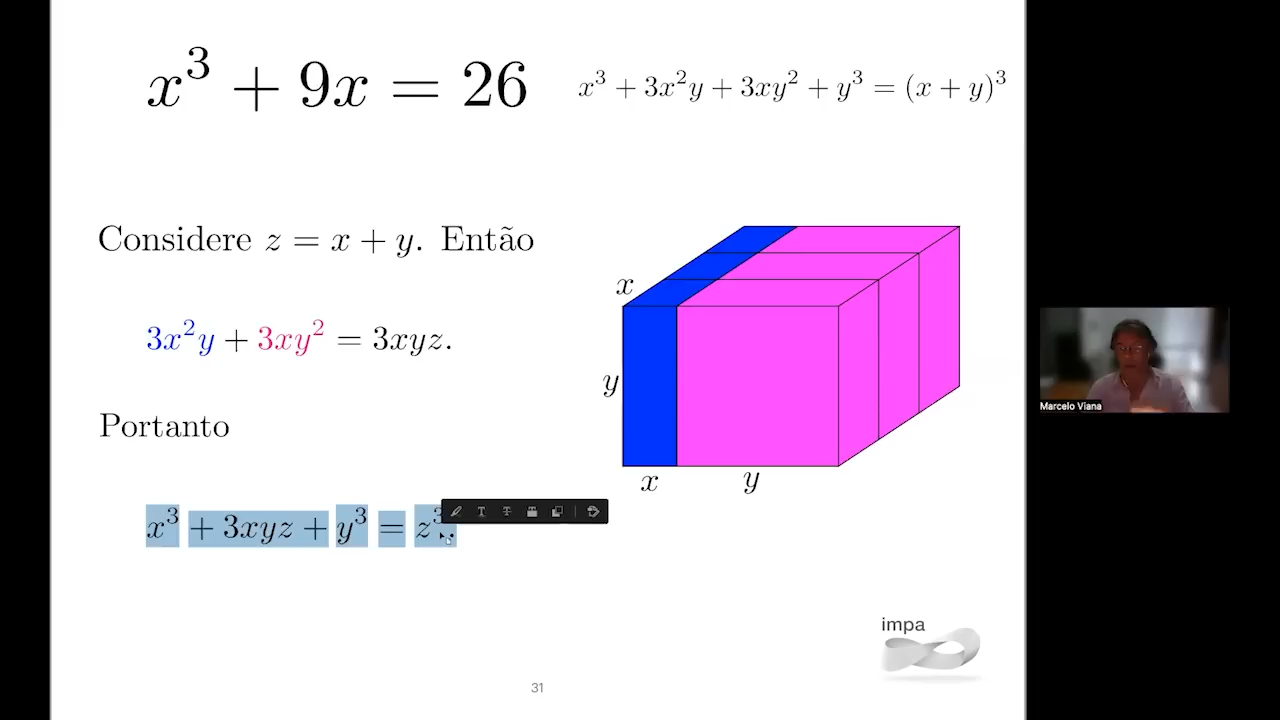 x³ + 9x = 26
x³ + 3x²y + 3xy² + y³ = (x + y)³
Considere z = x + y. Então
3x²y + 3xy² = 3xyz.
Portanto
x³ + 3xyz + y³ = z³.
x
y
x
y
impa
31
Marcelo Viana